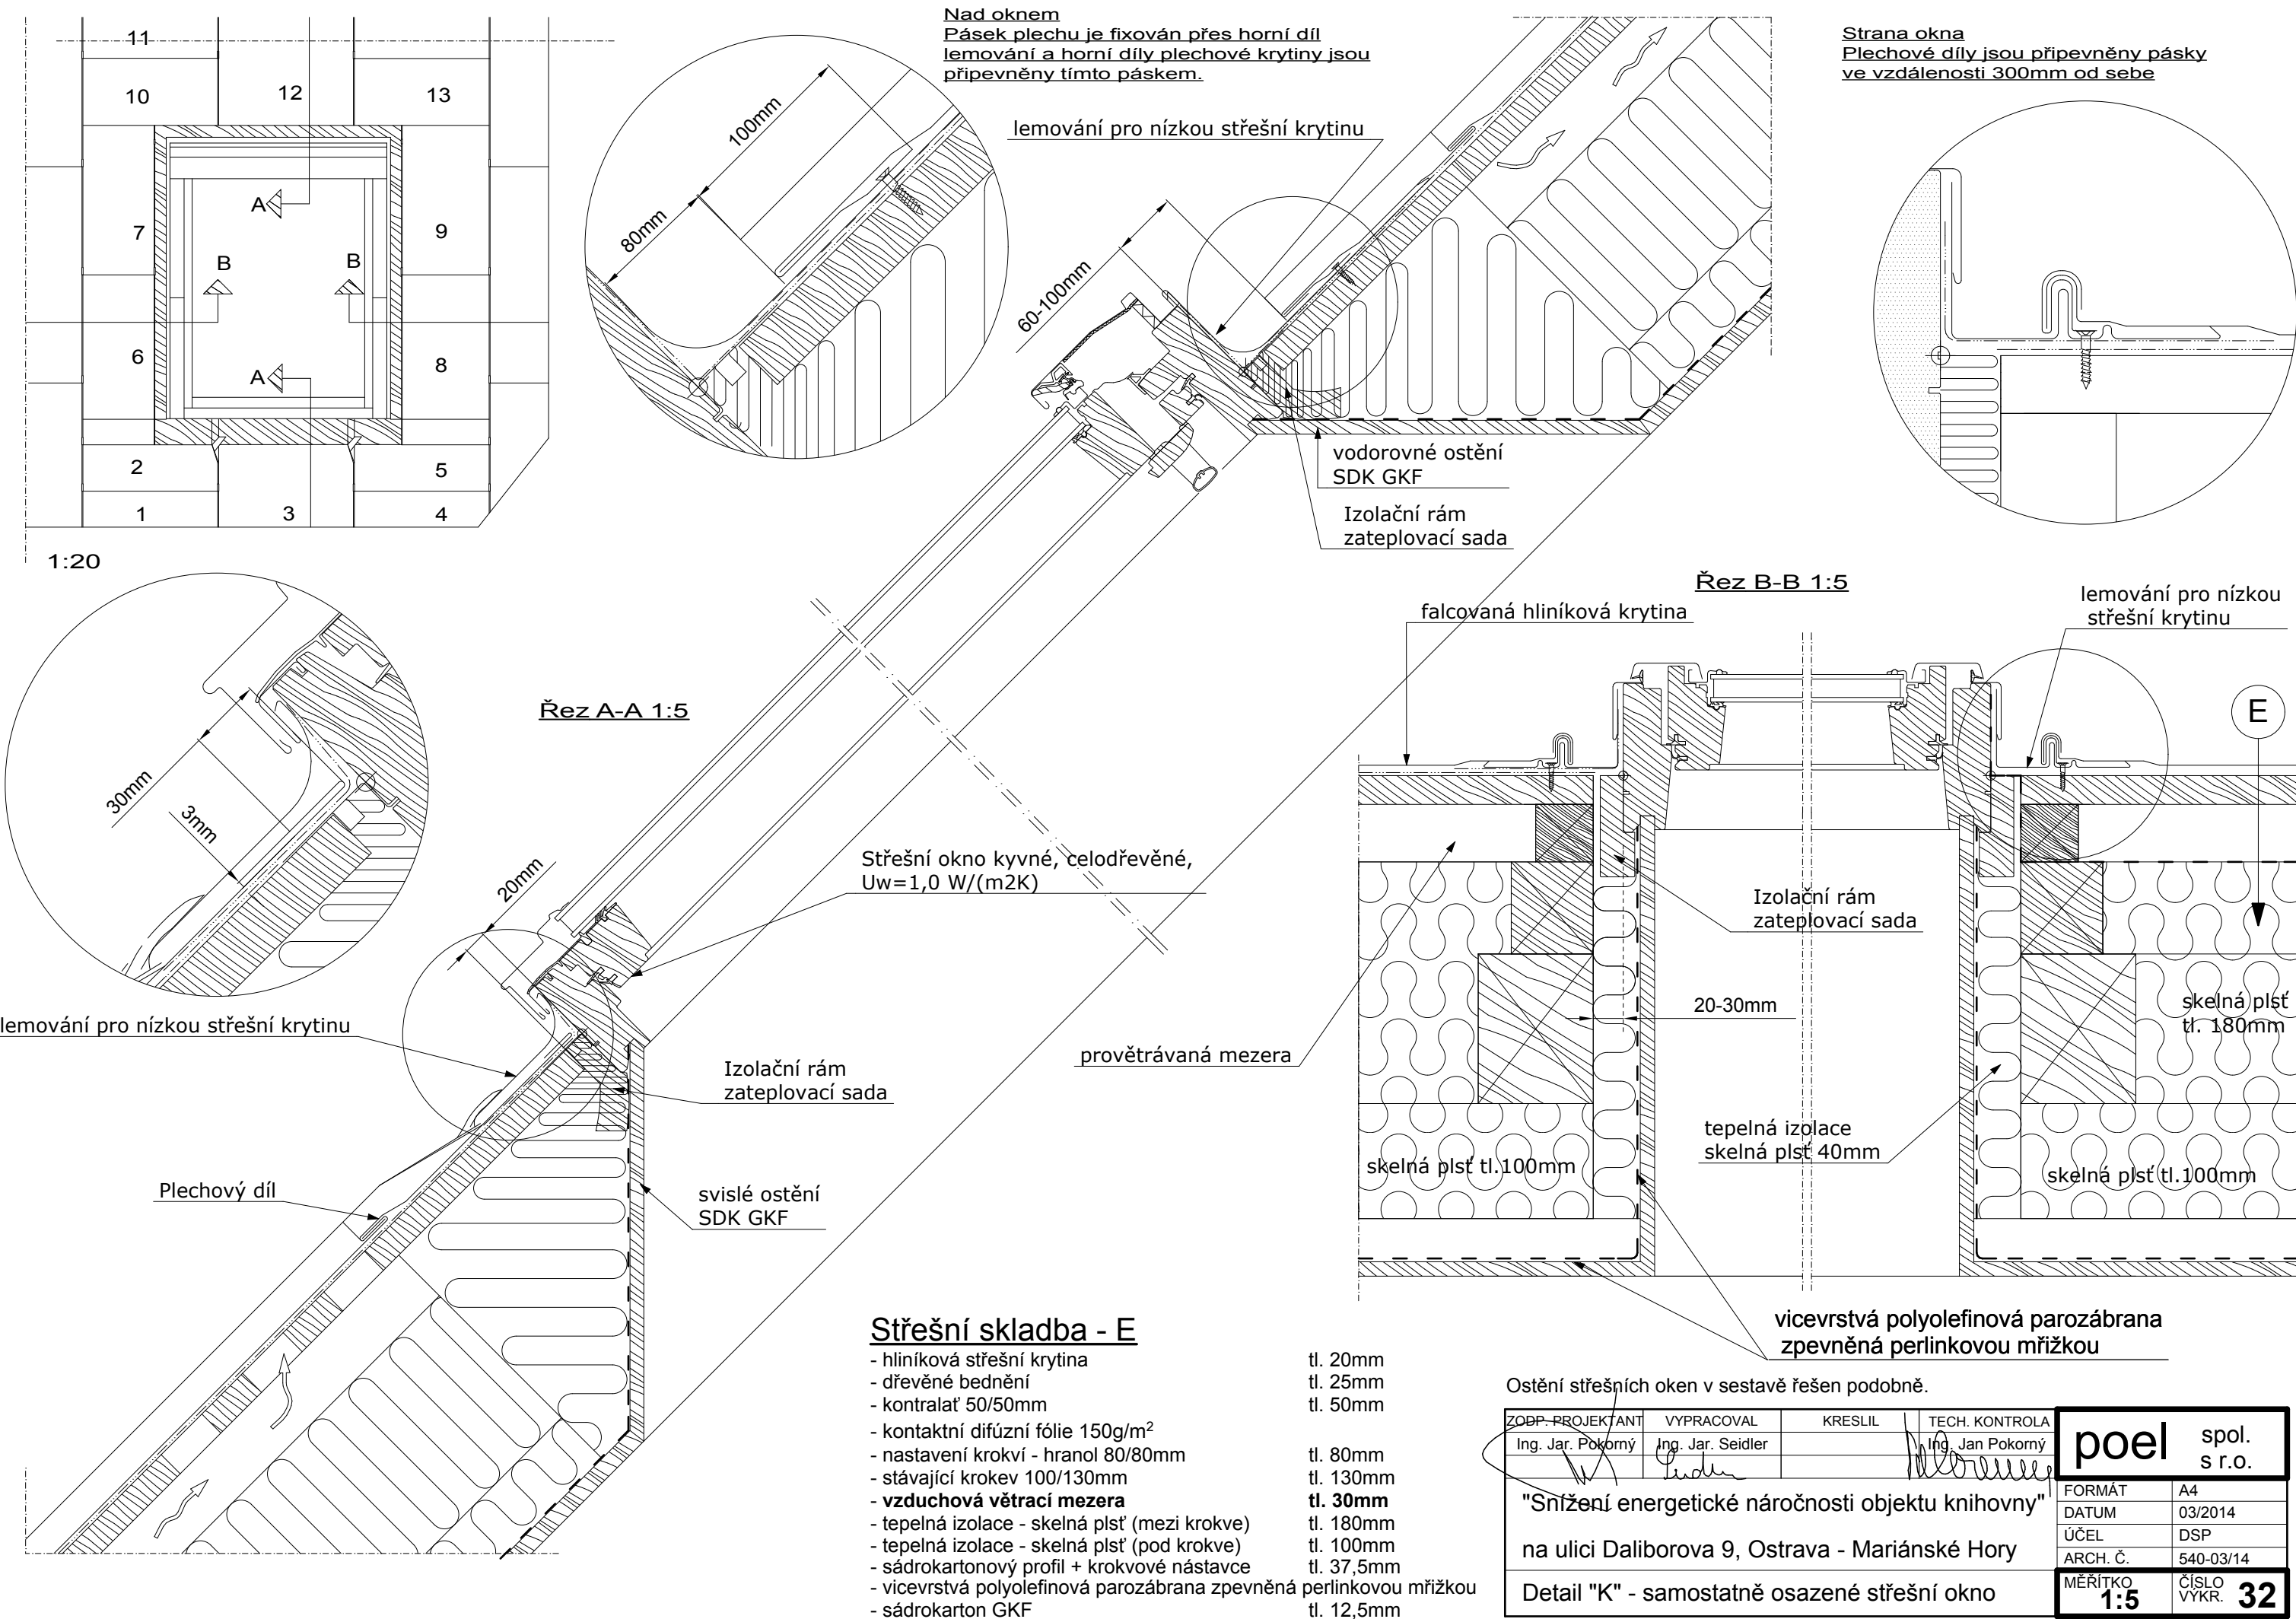 Nad oknem
Pásek plechu je fixován přes horní díl
lemování a horní díly plechové krytiny jsou
připevněny tímto páskem.
Strana okna
Plechové díly jsou připevněny pásky
ve vzdálenosti 300mm od sebe
11
10
12
13
7
9
A
B
B
6
8
A
2
5
1
3
4
1:20
100mm
80mm
lemování pro nízkou střešní krytinu
60-100mm
vodorovné ostění
SDK GKF
Izolační rám
zateplovací sada
30mm
3mm
Řez A-A 1:5
20mm
Střešní okno kyvné, celodřevěné,
Uw=1,0 W/(m2K)
lemování pro nízkou střešní krytinu
Izolační rám
zateplovací sada
Plechový díl
svislé ostění
SDK GKF
Řez B-B 1:5
falcovaná hliníková krytina
lemování pro nízkou
střešní krytinu
E
Izolační rám
zateplovací sada
20-30mm
provětrávaná mezera
skelná plsť
tl. 180mm
tepelná izolace
skelná plsť 40mm
skelná plsť tl.100mm
skelná plsť tl.100mm
vicevrstvá polyolefinová parozábrana
zpevněná perlinkovou mřižkou
Střešní skladba - E
- hliníková střešní krytina tl. 20mm
- dřevěné bednění tl. 25mm
- kontralať 50/50mm tl. 50mm
- kontaktní difúzní fólie 150g/m²
- nastavení krokví - hranol 80/80mm tl. 80mm
- stávající krokev 100/130mm tl. 130mm
- vzduchová větrací mezera tl. 30mm
- tepelná izolace - skelná plsť (mezi krokve) tl. 180mm
- tepelná izolace - skelná plsť (pod krokve) tl. 100mm
- sádrokartonový profil + krokvové nástavce tl. 37,5mm
- vicevrstvá polyolefinová parozábrana zpevněná perlinkovou mřižkou
- sádrokarton GKF tl. 12,5mm
Ostění střešních oken v sestavě řešen podobně.
ZODP. PROJEKTANT VYPRACOVAL KRESLIL TECH. KONTROLA
Ing. Jar. Pokorný Ing. Jar. Seidler Ing. Jan Pokorný
poel spol.
s r.o.
"Snížení energetické náročnosti objektu knihovny"
na ulici Daliborova 9, Ostrava - Mariánské Hory
Detail "K" - samostatně osazené střešní okno
FORMÁT A4
DATUM 03/2014
ÚČEL DSP
ARCH. Č. 540-03/14
MĚŘÍTKO
1:5
ČÍSLO
VÝKR. 32